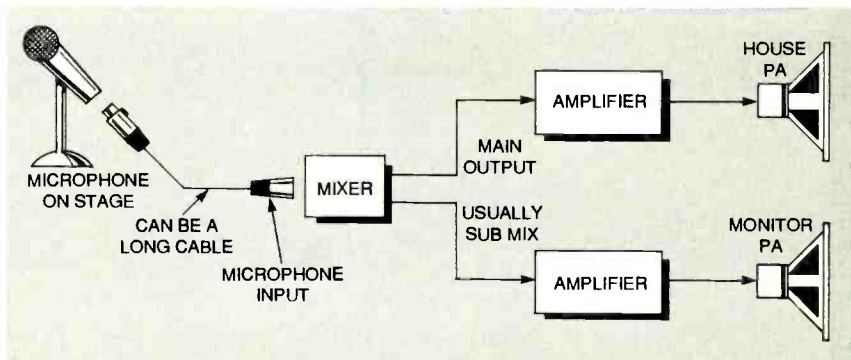 HOUSE
PA
AMPLIFIER
MAIN
OUTPUT
MICROPHONE
ON STAGE
MIXER
CAN BE A
LONG CABLE
USUALLY
SUB MIX
MICROPHONE
INPUT
MONITOR
PA
AMPLIFIER